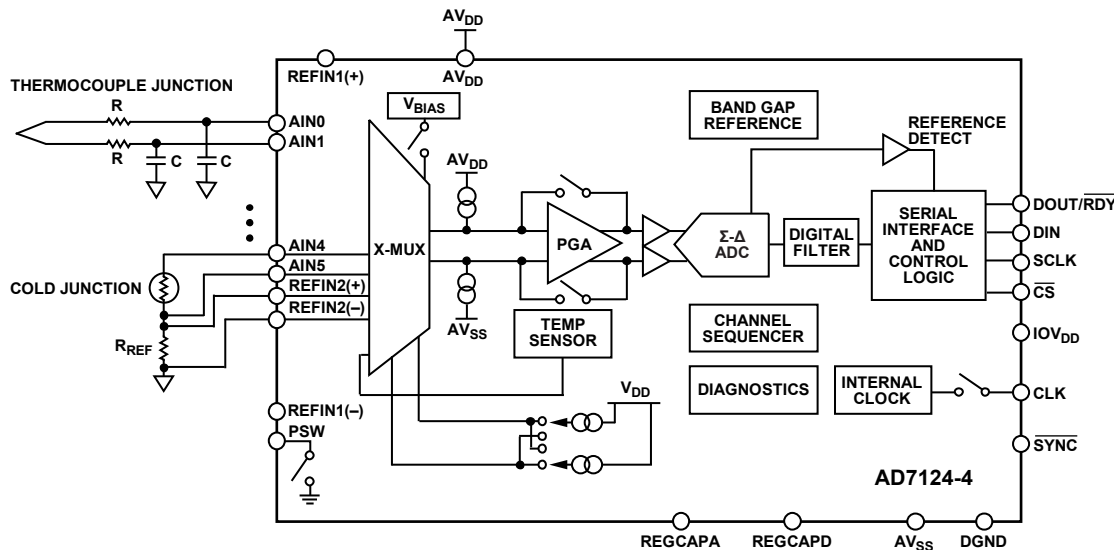 AVDD
REFIN1(+)
AVDD
THERMOCOUPLE JUNCTION
R
AIN0
AIN1
R
C
C
VBIAS
BAND GAP
REFERENCE
REFERENCE
DETECT
AVDD
X-MUX
PGA
Σ-Δ
ADC
DIGITAL
FILTER
SERIAL
INTERFACE
AND
CONTROL
LOGIC
DOUT/RDY
DIN
SCLK
CS
AIN4
AIN5
REFIN2(+)
REFIN2(–)
COLD JUNCTION
RREF
AVSS
TEMP
SENSOR
CHANNEL
SEQUENCER
IOVDD
DIAGNOSTICS
INTERNAL
CLOCK
CLK
VDD
REFIN1(–)
PSW
SYNC
AD7124-4
REGCAPA
REGCAPD
AVSS
DGND